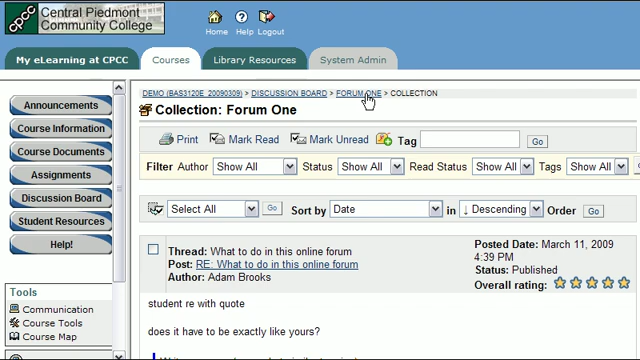 CPCC
Central Piedmont
Community College
Home Help Logout
My eLearning at CPCC Courses Library Resources System Admin
DEMO (BAS3120E_20090309) > DISCUSSION BOARD > FORUM ONE > COLLECTION
Collection: Forum One
Announcements
Course Information
Course Documents
Assignments
Discussion Board
Student Resources
Help!
Tools
Communication
Course Tools
Course Map
Print Mark Read Mark Unread Tag Go
Filter Author Show All Status Show All Read Status Show All Tags Show All
Select All Go Sort by Date in ↓ Descending Order Go
Thread: What to do in this online forum
Post: RE: What to do in this online forum
Author: Adam Brooks
Posted Date: March 11, 2009
4:39 PM
Status: Published
Overall rating:
student re with quote
does it have to be exactly like yours?